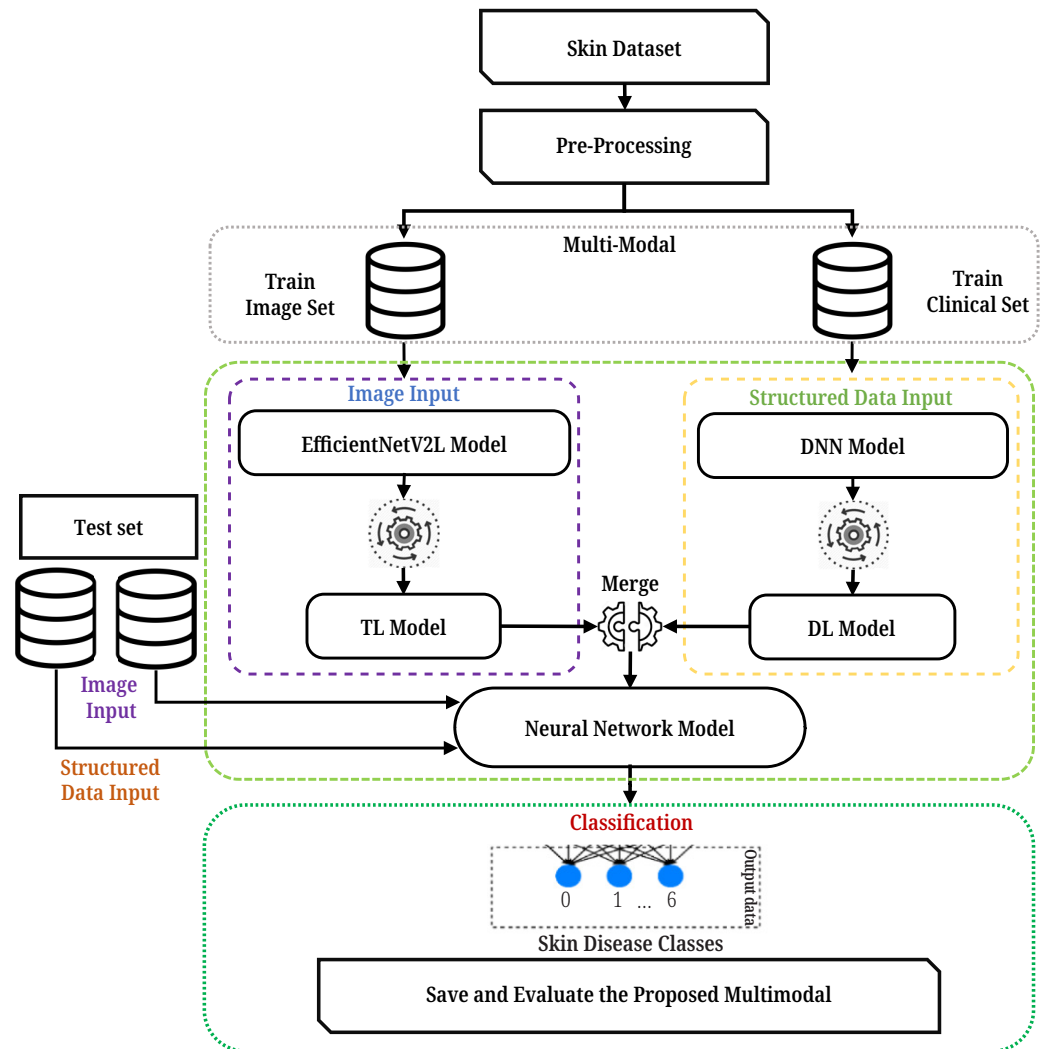 Skin Dataset
Pre-Processing
Multi-Modal
Train
Image Set
Train
Clinical Set
Image Input
Structured Data Input
EfficientNetV2L Model
DNN Model
Test set
Merge
TL Model
DL Model
Image
Input
Neural Network Model
Structured
Data Input
Classification
Output data
0 1 ... 6
Skin Disease Classes
Save and Evaluate the Proposed Multimodal